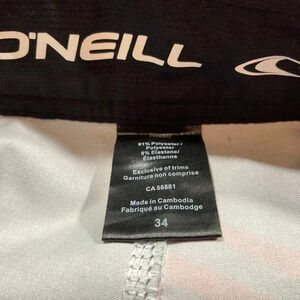 O'NEILL
91% Polyester /
Polyester
9% Elastane/
Élasthanne
Exclusive of trims
Garniture non comprise
CA 56881
Made in Cambodia
Fabriqué au Cambodge
34